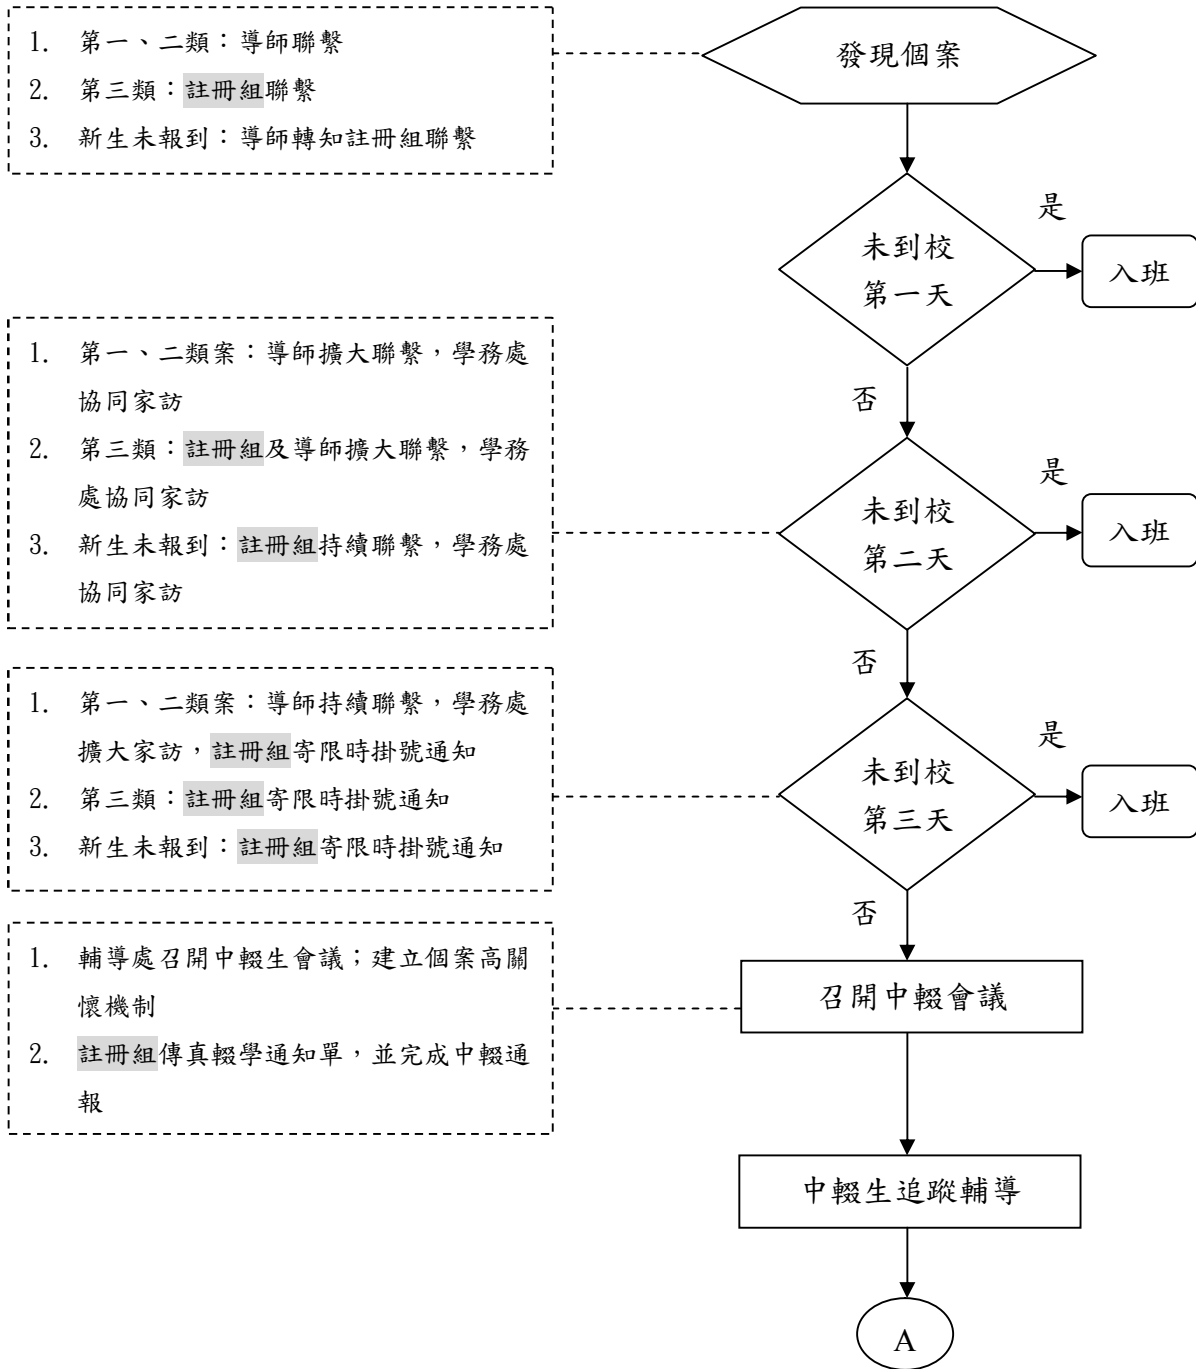 1. 第一、二類：導師聯繫
2. 第三類：註冊組聯繫
3. 新生未報到：導師轉知註冊組聯繫
發現個案
未到校
第一天
是
入班
否
1. 第一、二類案：導師擴大聯繫，學務處
協同家訪
2. 第三類：註冊組及導師擴大聯繫，學務
處協同家訪
3. 新生未報到：註冊組持續聯繫，學務處
協同家訪
未到校
第二天
是
入班
否
1. 第一、二類案：導師持續聯繫，學務處
擴大家訪，註冊組寄限時掛號通知
2. 第三類：註冊組寄限時掛號通知
3. 新生未報到：註冊組寄限時掛號通知
未到校
第三天
是
入班
否
1. 輔導處召開中輟生會議；建立個案高關
懷機制
2. 註冊組傳真輟學通知單，並完成中輟通
報
召開中輟會議
中輟生追蹤輔導
A